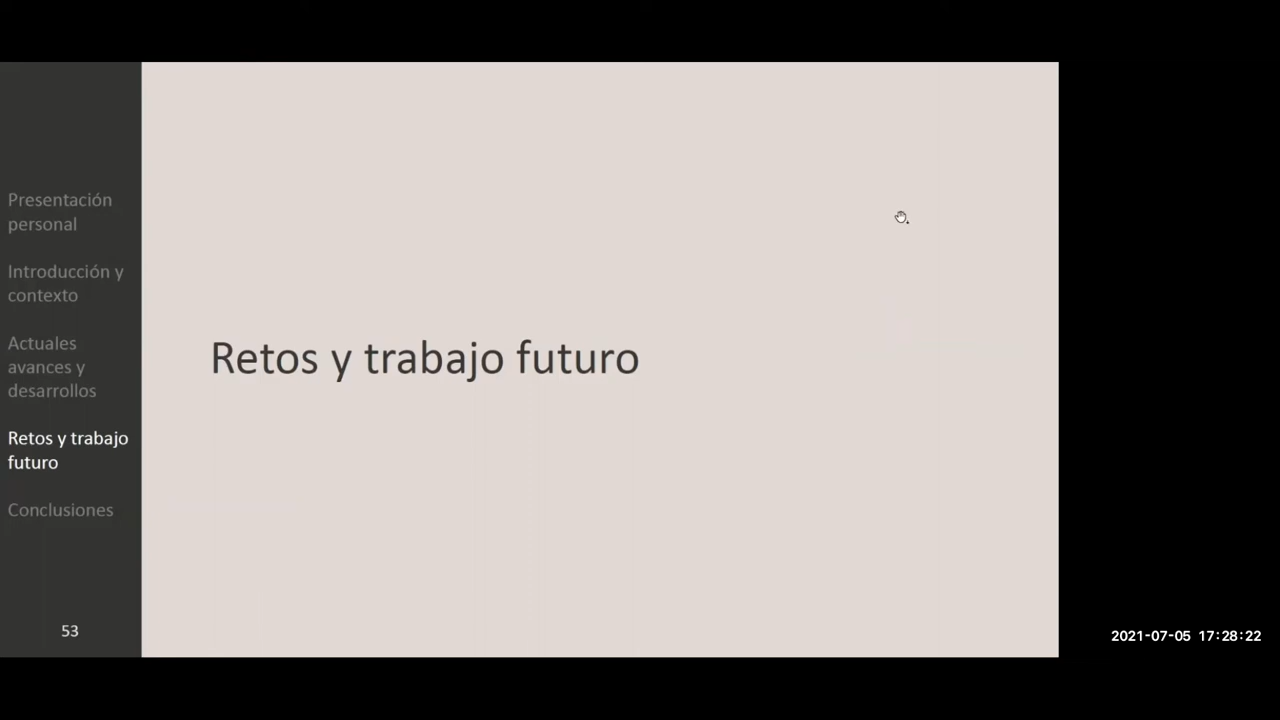 Presentación
personal
Introducción y
contexto
Actuales
avances y
desarrollos
Retos y trabajo
futuro
Conclusiones
53
Retos y trabajo futuro
2021-07-05 17:28:22